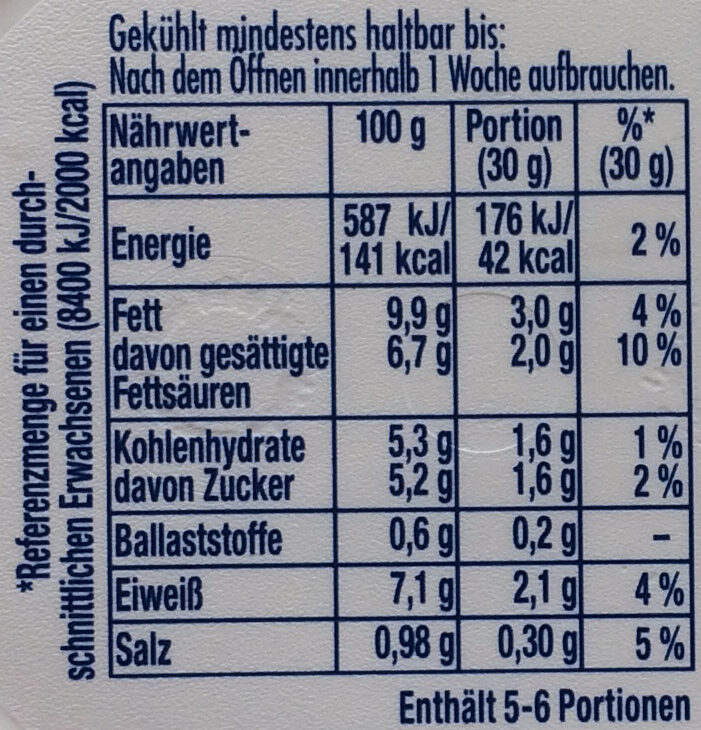 Gekühlt mindestens haltbar bis:
Nach dem Öffnen innerhalb 1 Woche aufbrauchen.
Nährwert- 100 g Portion %*
angaben (30 g) (30 g)
Energie 587 kJ/ 176 kJ/ 2 %
141 kcal 42 kcal
Fett 9,9 g 3,0 g 4 %
davon gesättigte 6,7 g 2,0 g 10 %
Fettsäuren
Kohlenhydrate 5,3 g 1,6 g 1 %
davon Zucker 5,2 g 1,6 g 2 %
Ballaststoffe 0,6 g 0,2 g –
Eiweiß 7,1 g 2,1 g 4 %
Salz 0,98 g 0,30 g 5 %
Enthält 5-6 Portionen
*Referenzmenge für einen durch-
schnittlichen Erwachsenen (8400 kJ/2000 kcal)